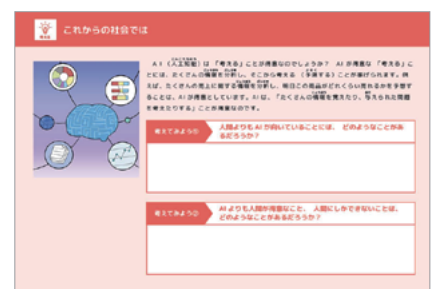 これからの社会では
AI(人工知能)は「考える」ことが得意なのでしょうか? AIが得意な「考える」こ
とには、たくさんの情報を分析し、そこから考える(予測する)ことが挙げられます。例
えば、たくさんの売上に関する情報を分析し、明日この商品がどれくらい売れるかを予想す
ることは、AIが得意としています。AIは、「たくさんの情報を覚えたり、与えられた問題
を考えたりする」ことが得意なのです。
考えてみよう①
人間よりもAIが向いていることには、どのようなことがあ
るだろうか?
考えてみよう②
AIよりも人間が得意なこと、人間にしかできないことは、
どのようなことがあるだろうか?